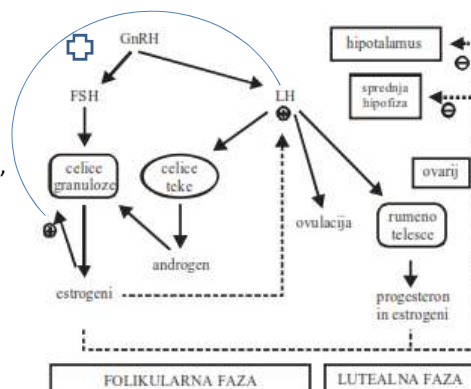 GnRH
hipotalamus
FSH
LH
sprednja
hipofiza
celice
granuloze
celice
teke
ovarij
ovulacija
rumeno
telesce
androgen
estrogeni
progesteron
in estrogeni
FOLIKULARNA FAZA
LUTEALNA FAZA